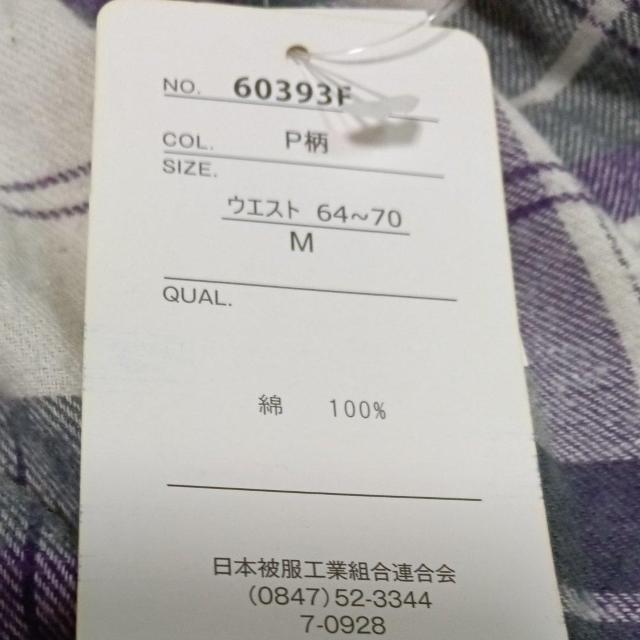 NO. 60393F
COL. P柄
SIZE.
ウエスト 64～70
M
QUAL.
綿 100%
日本被服工業組合連合会
(0847)52-3344
7-0928